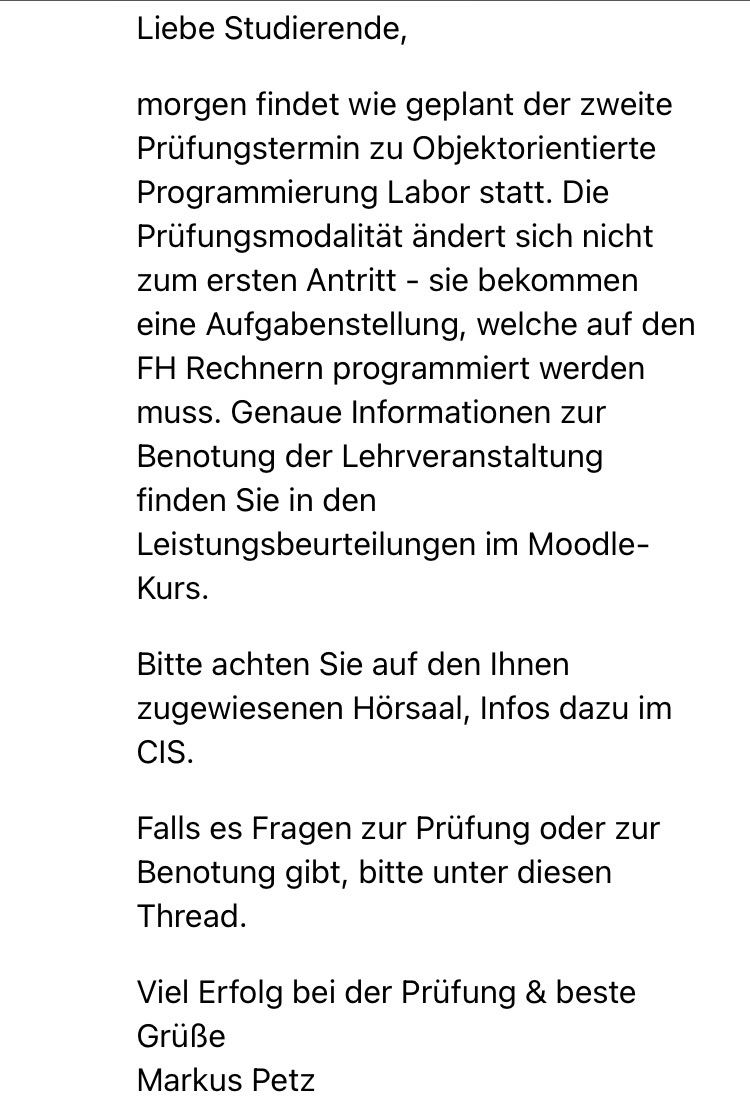 Liebe Studierende,
morgen findet wie geplant der zweite
Prüfungstermin zu Objektorientierte
Programmierung Labor statt. Die
Prüfungsmodalität ändert sich nicht
zum ersten Antritt - sie bekommen
eine Aufgabenstellung, welche auf den
FH Rechnern programmiert werden
muss. Genaue Informationen zur
Benotung der Lehrveranstaltung
finden Sie in den
Leistungsbeurteilungen im Moodle-
Kurs.
Bitte achten Sie auf den Ihnen
zugewiesenen Hörsaal, Infos dazu im
CIS.
Falls es Fragen zur Prüfung oder zur
Benotung gibt, bitte unter diesen
Thread.
Viel Erfolg bei der Prüfung & beste
Grüße
Markus Petz